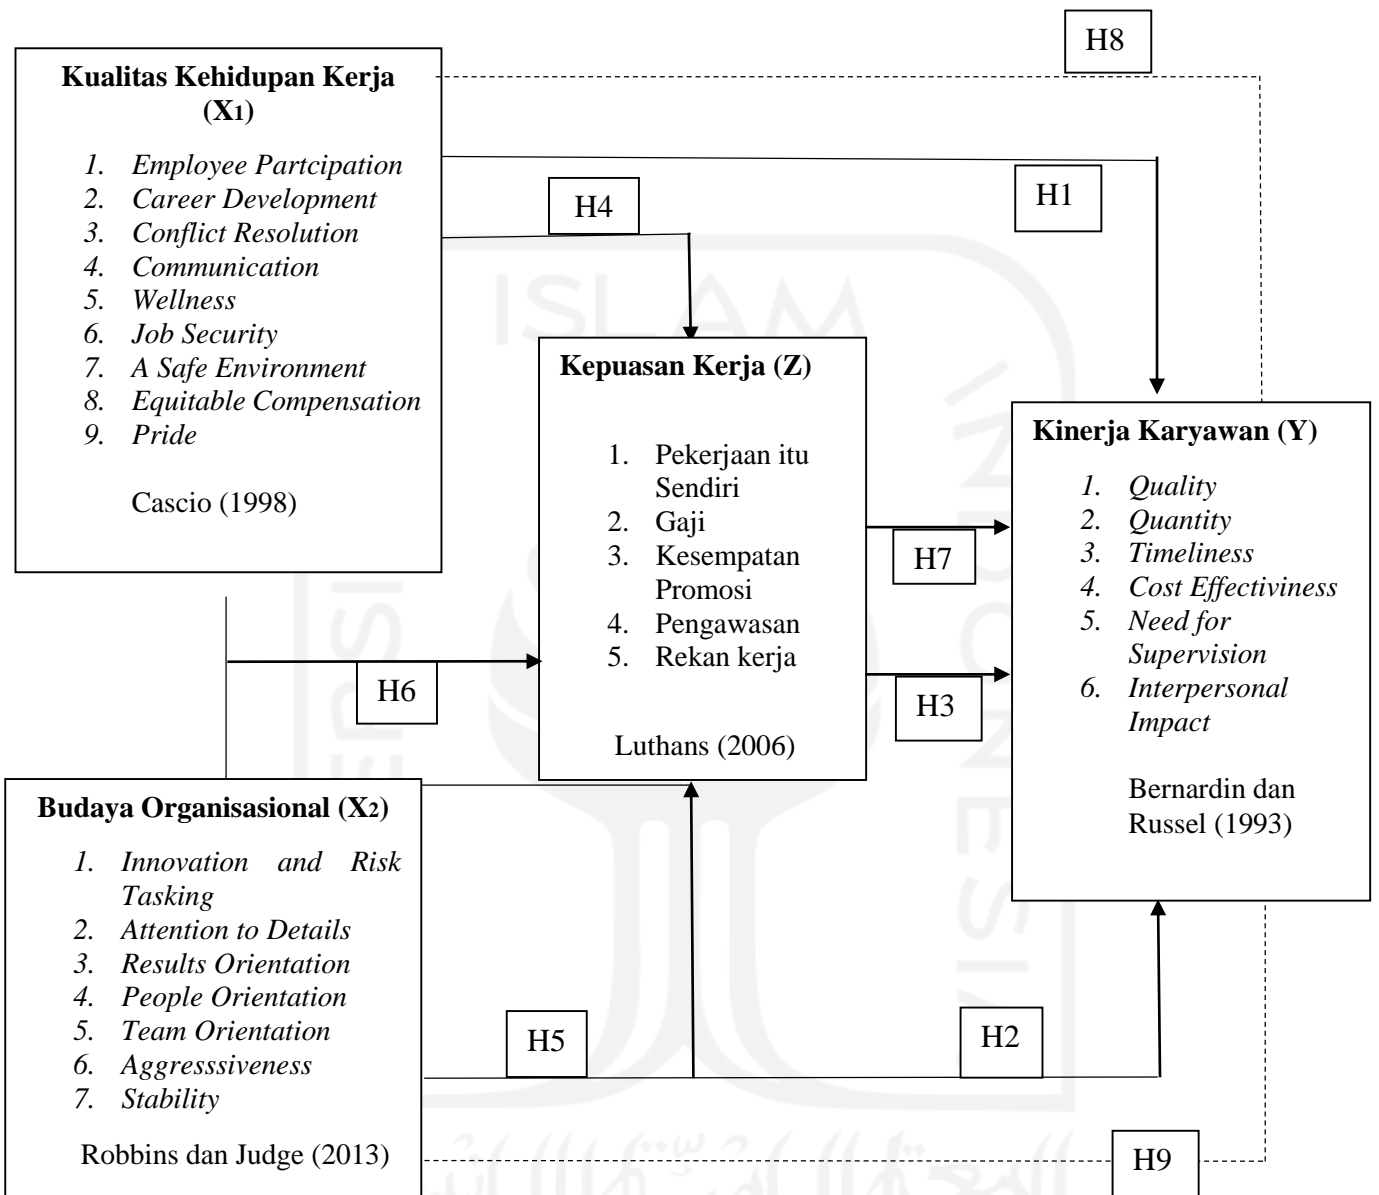 H8
Kualitas Kehidupan Kerja
(X1)
1. Employee Partcipation
2. Career Development
3. Conflict Resolution
4. Communication
5. Wellness
6. Job Security
7. A Safe Environment
8. Equitable Compensation
9. Pride
Cascio (1998)
H4
H1
ISLAM
INDONESIA
Kepuasan Kerja (Z)
1. Pekerjaan itu
Sendiri
2. Gaji
3. Kesempatan
Promosi
4. Pengawasan
5. Rekan kerja
Luthans (2006)
Kinerja Karyawan (Y)
1. Quality
2. Quantity
3. Timeliness
4. Cost Effectiviness
5. Need for
Supervision
6. Interpersonal
Impact
Bernardin dan
Russel (1993)
H7
H6
H3
Budaya Organisasional (X2)
1. Innovation and Risk
Tasking
2. Attention to Details
3. Results Orientation
4. People Orientation
5. Team Orientation
6. Aggresssiveness
7. Stability
Robbins dan Judge (2013)
H5
H2
H9